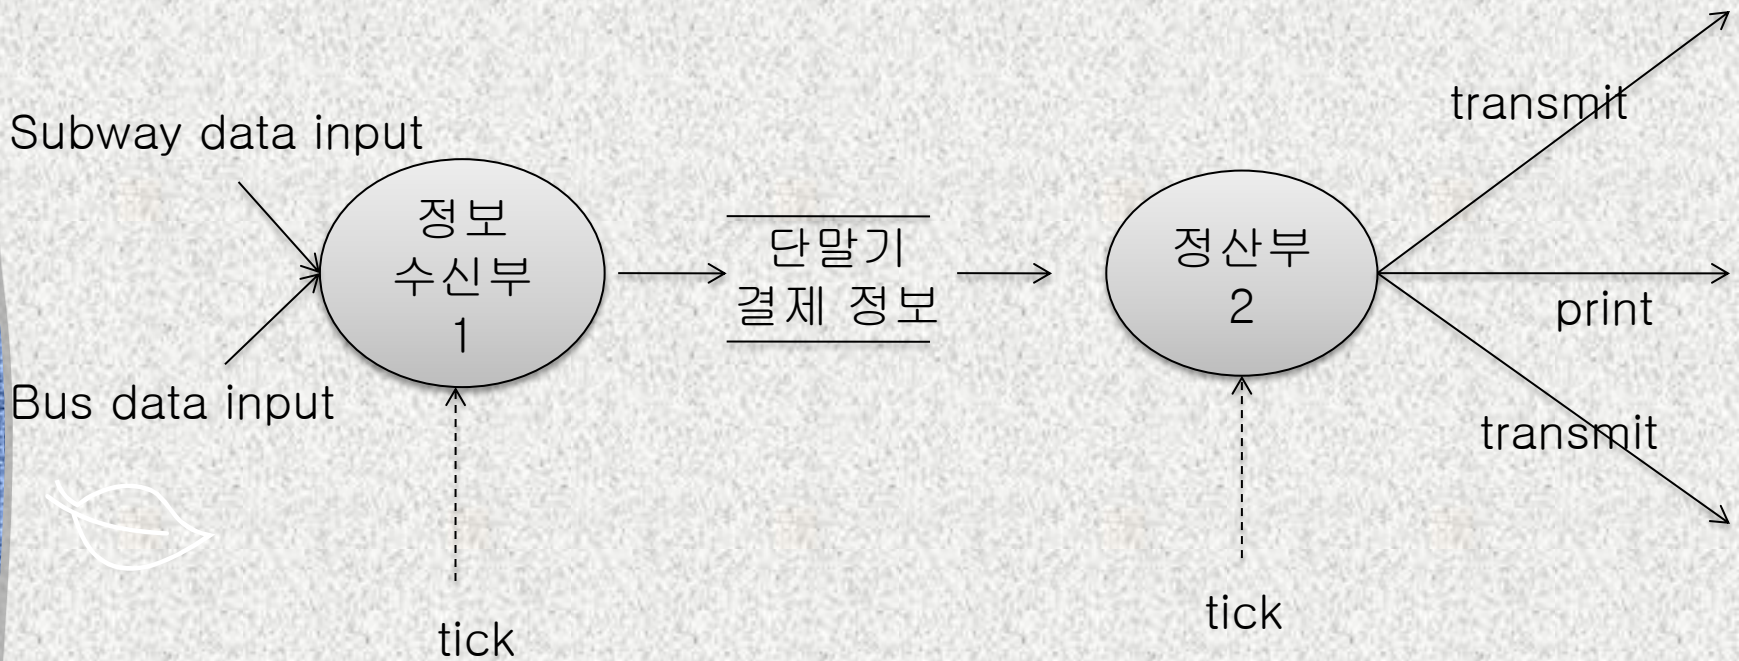 Subway data input
Bus data input
정보
수신부
1
tick
단말기
결제 정보
정산부
2
tick
transmit
print
transmit